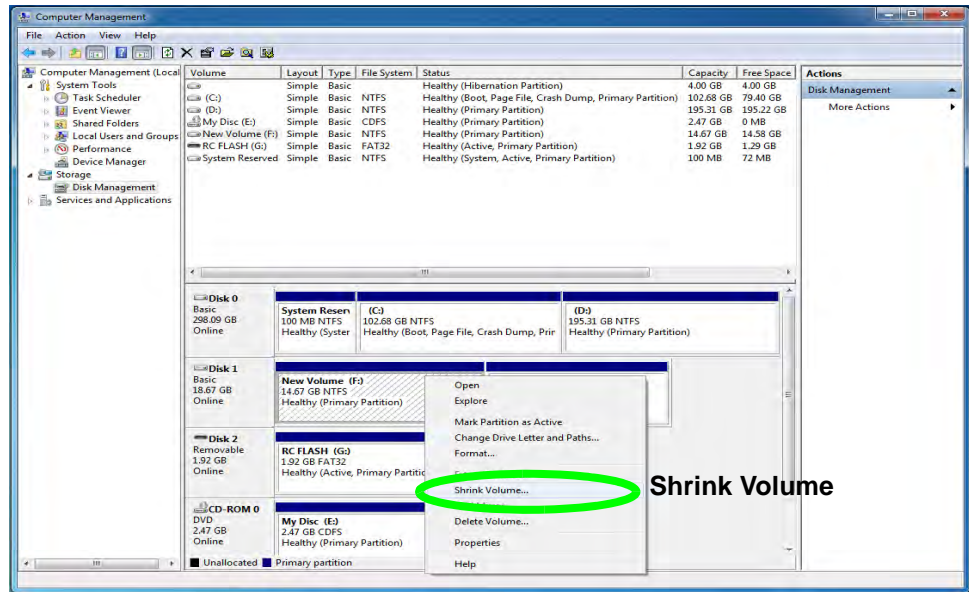 Computer Management
File Action View Help
Computer Management (Local
System Tools
Task Scheduler
Event Viewer
Shared Folders
Local Users and Groups
Performance
Device Manager
Storage
Disk Management
Services and Applications
Volume Layout Type File System Status Capacity Free Space
Simple Basic Healthy (Hibernation Partition) 4.00 GB 4.00 GB
(C:) Simple Basic NTFS Healthy (Boot, Page File, Crash Dump, Primary Partition) 102.68 GB 79.40 GB
(D:) Simple Basic NTFS Healthy (Primary Partition) 195.31 GB 195.22 GB
My Disc (E:) Simple Basic CDFS Healthy (Primary Partition) 2.47 GB 0 MB
New Volume (F:) Simple Basic NTFS Healthy (Primary Partition) 14.67 GB 14.58 GB
RC FLASH (G:) Simple Basic FAT32 Healthy (Active, Primary Partition) 1.92 GB 1.29 GB
System Reserved Simple Basic NTFS Healthy (System, Active, Primary Partition) 100 MB 72 MB
Actions
Disk Management
More Actions
Disk 0
Basic
298.09 GB
Online
System Reserv
100 MB NTFS
Healthy (Syster
(C:)
102.68 GB NTFS
Healthy (Boot, Page File, Crash Dump, Prir
(D:)
195.31 GB NTFS
Healthy (Primary Partition)
Disk 1
Basic
18.67 GB
Online
New Volume (F:)
14.67 GB NTFS
Healthy (Primary Partition)
Disk 2
Removable
1.92 GB
Online
RC FLASH (G:)
1.92 GB FAT32
Healthy (Active, Primary Partitic
CD-ROM 0
DVD
2.47 GB
Online
My Disc (E:)
2.47 GB CDFS
Healthy (Primary Partition)
Open
Explore
Mark Partition as Active
Change Drive Letter and Paths...
Format...
Shrink Volume...
Delete Volume...
Properties
Help
Shrink Volume
Unallocated Primary partition